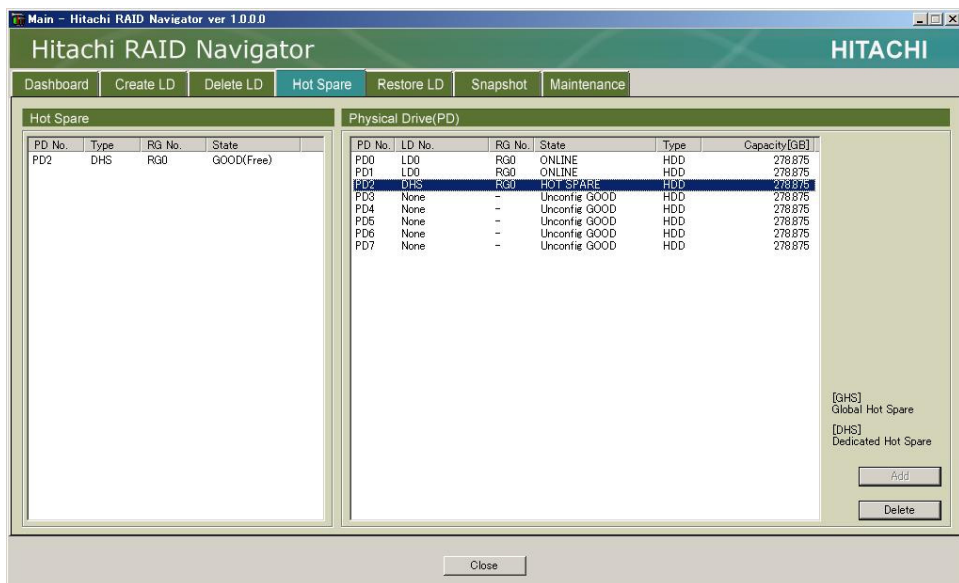 Main - Hitachi RAID Navigator ver 1.0.0.0
Hitachi RAID Navigator HITACHI
Dashboard Create LD Delete LD Hot Spare Restore LD Snapshot Maintenance
Hot Spare
PD No. Type RG No. State
PD2 DHS RG0 GOOD(Free)
Physical Drive(PD)
PD No. LD No. RG No. State Type Capacity[GB]
PD0 LD0 RG0 ONLINE HDD 278.875
PD1 LD0 RG0 ONLINE HDD 278.875
PD2 DHS RG0 HOT SPARE HDD 278.875
PD3 None - Unconfig GOOD HDD 278.875
PD4 None - Unconfig GOOD HDD 278.875
PD5 None - Unconfig GOOD HDD 278.875
PD6 None - Unconfig GOOD HDD 278.875
PD7 None - Unconfig GOOD HDD 278.875
[GHS]
Global Hot Spare
[DHS]
Dedicated Hot Spare
Add
Delete
Close